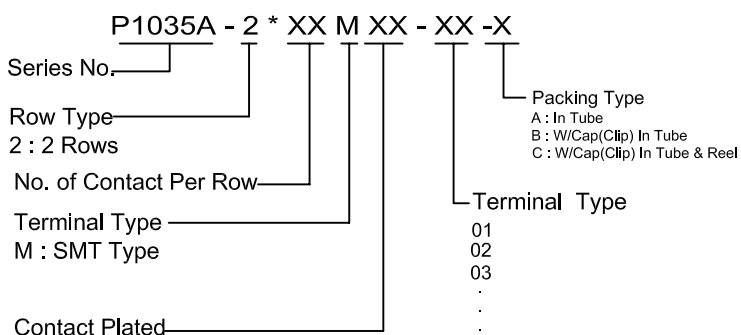 P1035A - 2 * XX M XX - XX -X
Series No.
Row Type
2 : 2 Rows
No. of Contact Per Row
Terminal Type
M : SMT Type
Contact Plated
Packing Type
A : In Tube
B : W/Cap(Clip) In Tube
C : W/Cap(Clip) In Tube & Reel
Terminal Type
01
02
03
.
.
.